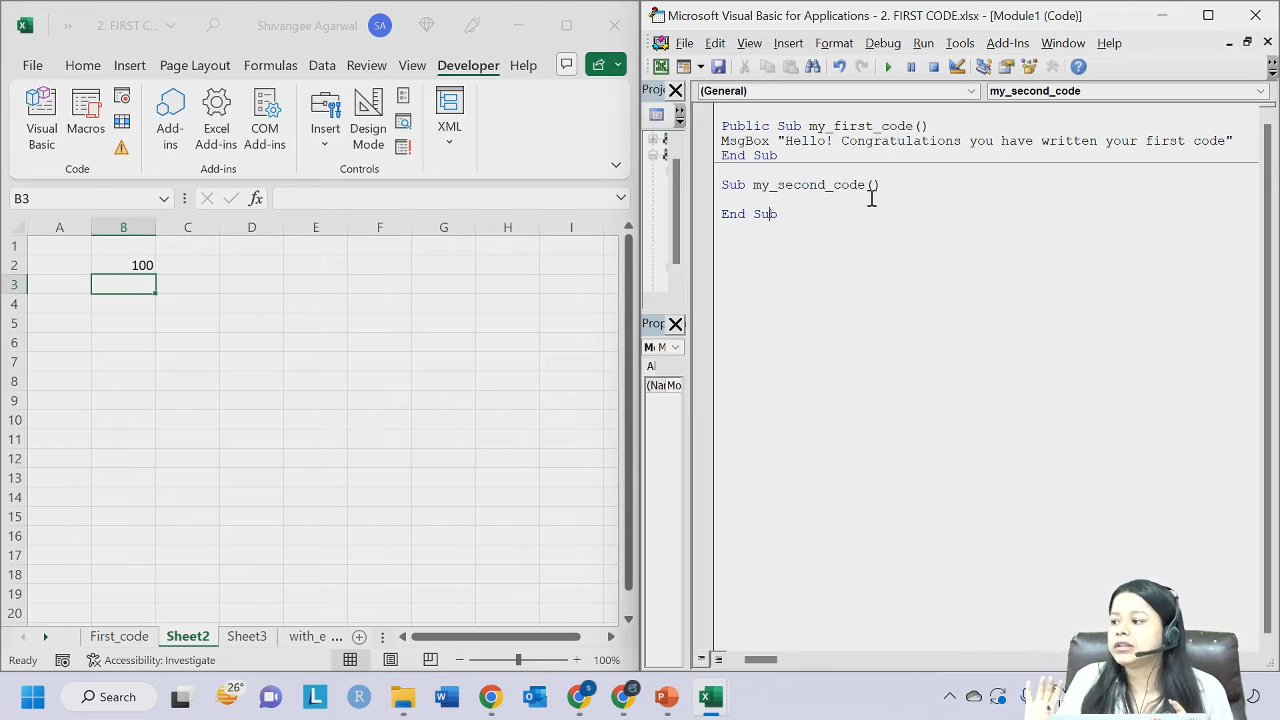 2. FIRST C...
Shivangee Agarwal
SA
Microsoft Visual Basic for Applications - 2. FIRST CODE.xlsx - [Module1 (Code)]
File Home Insert Page Layout Formulas Data Review View Developer Help
File Edit View Insert Format Debug Run Tools Add-Ins Window Help
Visual Basic
Macros
Add-ins
Excel Add-ins
COM Add-ins
Insert
Design Mode
XML
Code
Add-ins
Controls
Proj
(General)
my_second_code
B3
fx
A B C D E F G H I
1
2 100
3
4
5
6
7
8
9
10
11
12
13
14
15
16
17
18
19
20
Public Sub my_first_code()
MsgBox "Hello! Congratulations you have written your first code"
End Sub
Sub my_second_code()
End Sub
Prop
M M
Al
(Nar Mo
First_code Sheet2 Sheet3 with_e ...
Ready
Accessibility: Investigate
100%
Search
26°